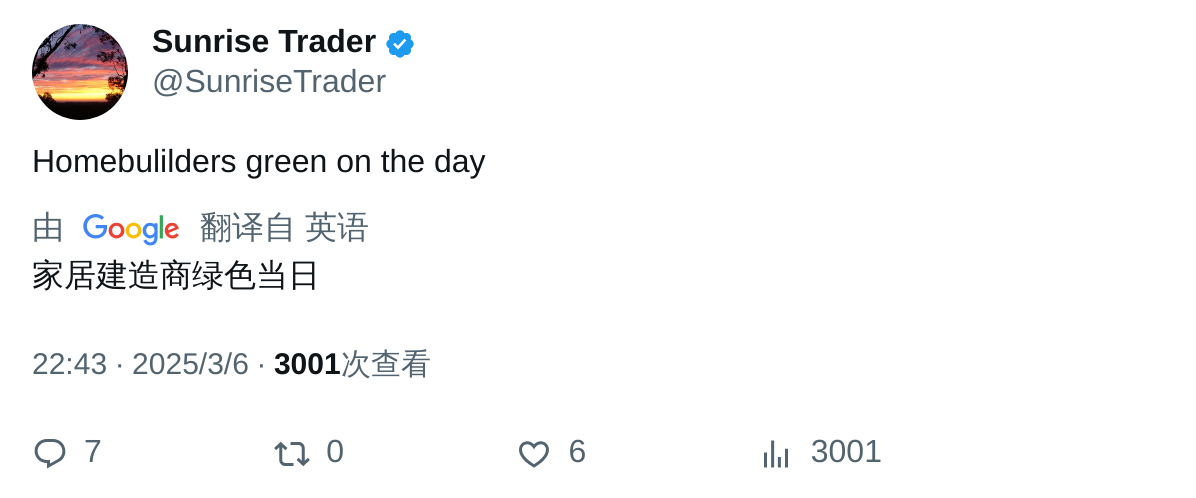 Sunrise Trader
@SunriseTrader
Homebulilders green on the day
由 Google 翻译自 英语
家居建造商绿色当日
22:43 · 2025/3/6 · 3001次查看
7 0 6 3001